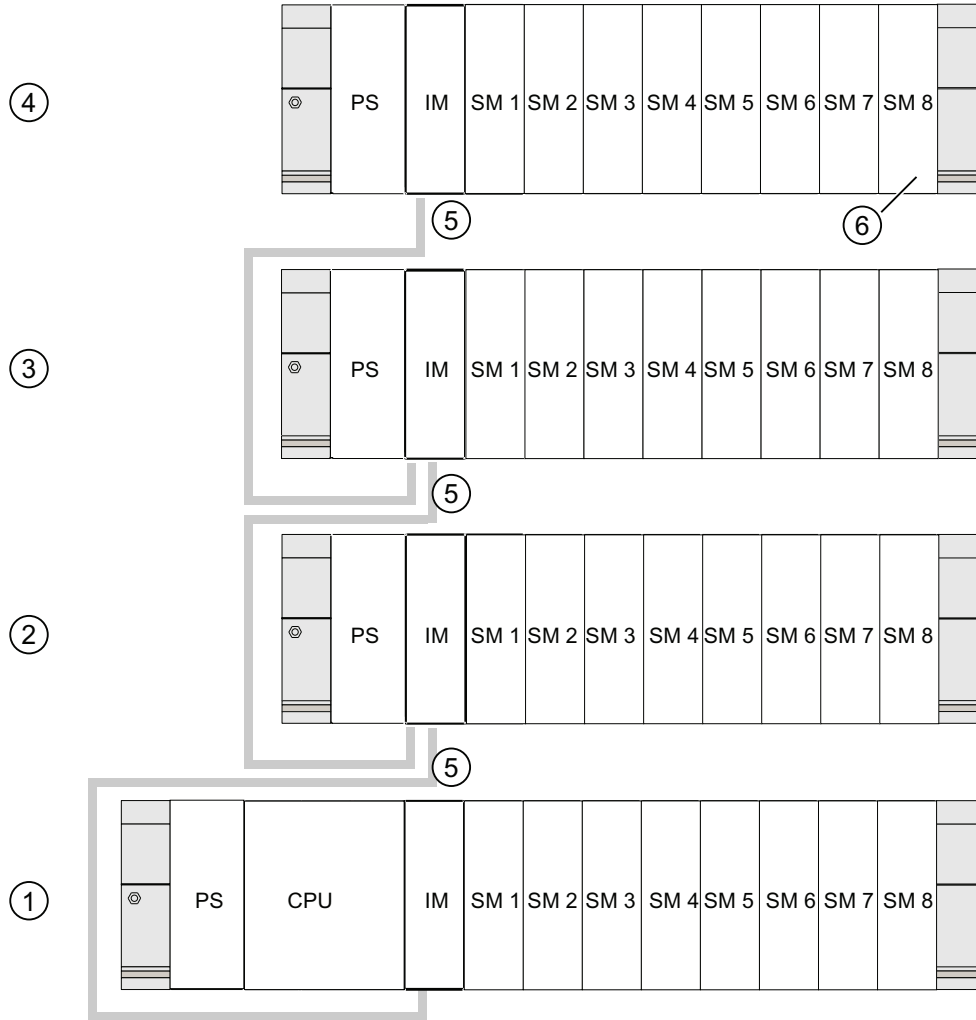 ④ PS IM SM 1 SM 2 SM 3 SM 4 SM 5 SM 6 SM 7 SM 8
⑤ ⑥
③ PS IM SM 1 SM 2 SM 3 SM 4 SM 5 SM 6 SM 7 SM 8
⑤
② PS IM SM 1 SM 2 SM 3 SM 4 SM 5 SM 6 SM 7 SM 8
⑤
① PS CPU IM SM 1 SM 2 SM 3 SM 4 SM 5 SM 6 SM 7 SM 8